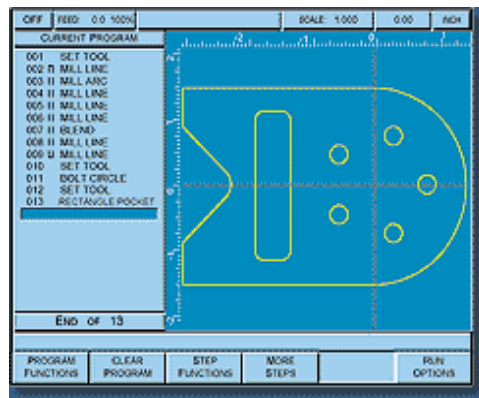 OFF FEED: 0.0 100% SCALE: 1.000 0.00 INCH
CURRENT PROGRAM
001 SET TOOL
002 MILL LINE
003 MILL ARC
004 MILL LINE
005 MILL LINE
006 MILL LINE
007 BLEND
008 MILL LINE
009 MILL LINE
010 SET TOOL
011 BOLT CIRCLE
012 SET TOOL
013 RECTANGLE POCKET
END OF 13
PROGRAM FUNCTIONS
CLEAR PROGRAM
STEP FUNCTIONS
MORE STEPS
RUN OPTIONS